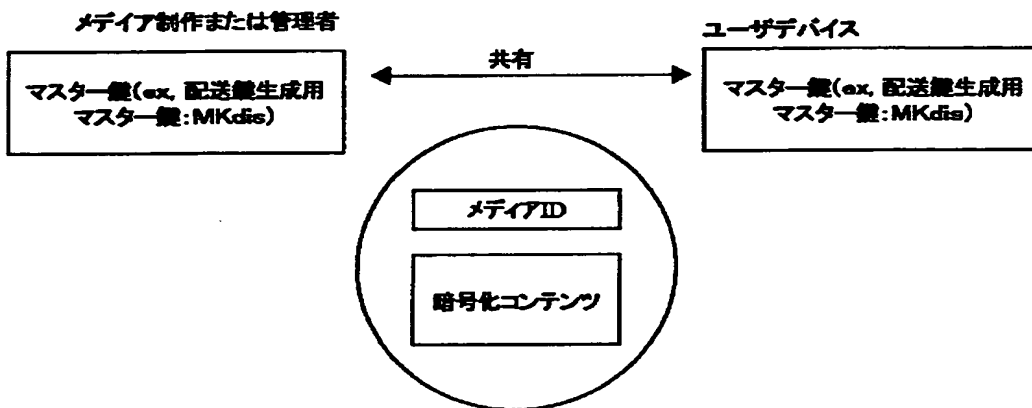 メデイア制作または管理者
ユーザデバイス
共有
マスター鍵(ex, 配送鍵生成用
マスター鍵:MKdis)
マスター鍵(ex, 配送鍵生成用
マスター鍵:MKdis)
メディアID
暗号化コンテンツ